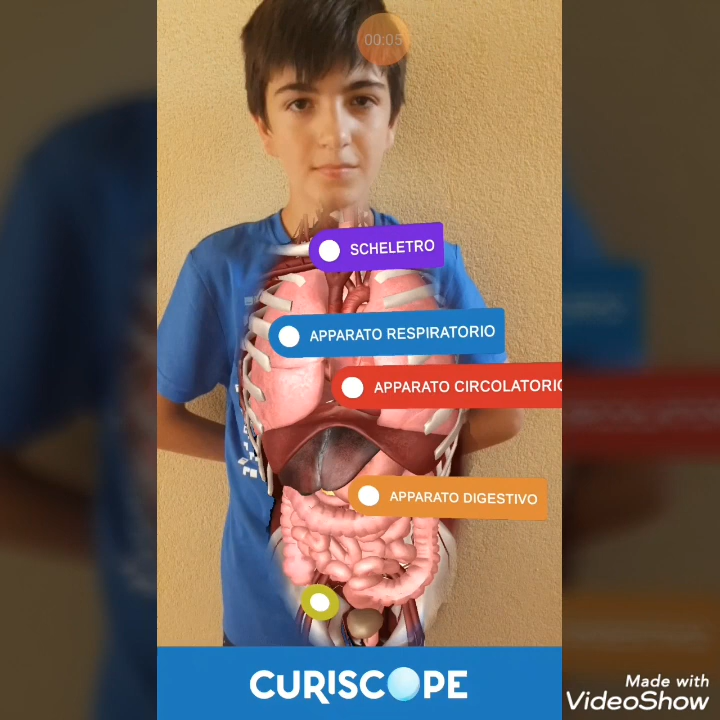 00:05
SCHELETRO
APPARATO RESPIRATORIO
APPARATO CIRCOLATORIO
APPARATO DIGESTIVO
CURISCOPE
Made with
VideoShow